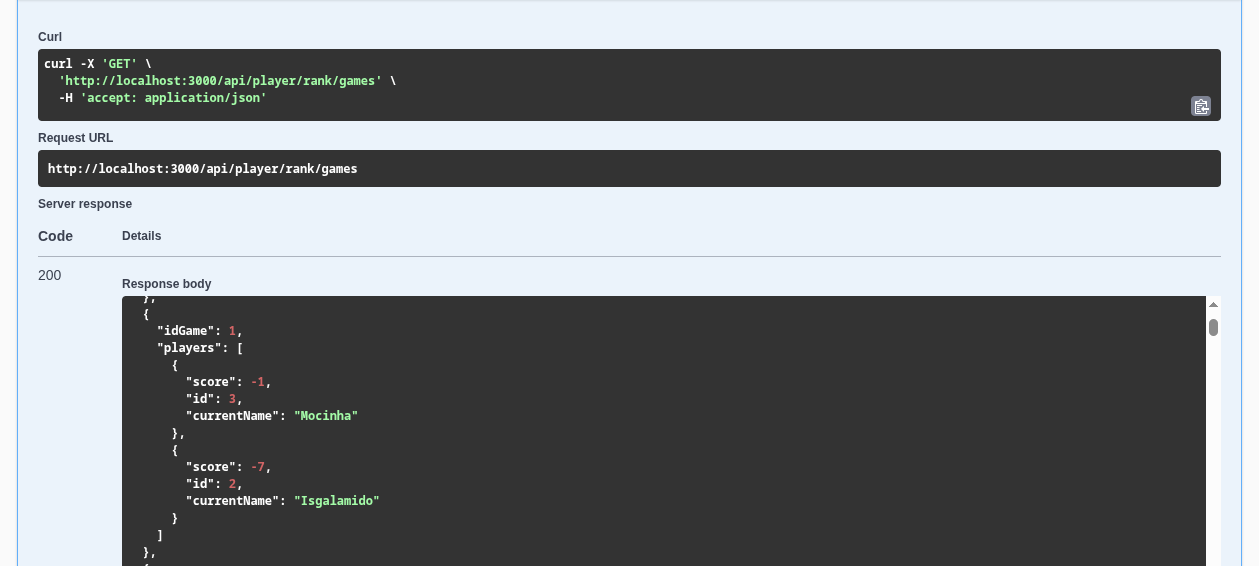 Curl
curl -X 'GET' \
  'http://localhost:3000/api/player/rank/games' \
  -H 'accept: application/json'
Request URL
http://localhost:3000/api/player/rank/games
Server response
Code Details
200
Response body
},
{
"idGame": 1,
"players": [
{
"score": -1,
"id": 3,
"currentName": "Mocinha"
},
{
"score": -7,
"id": 2,
"currentName": "Isgalamido"
}
]
},
{